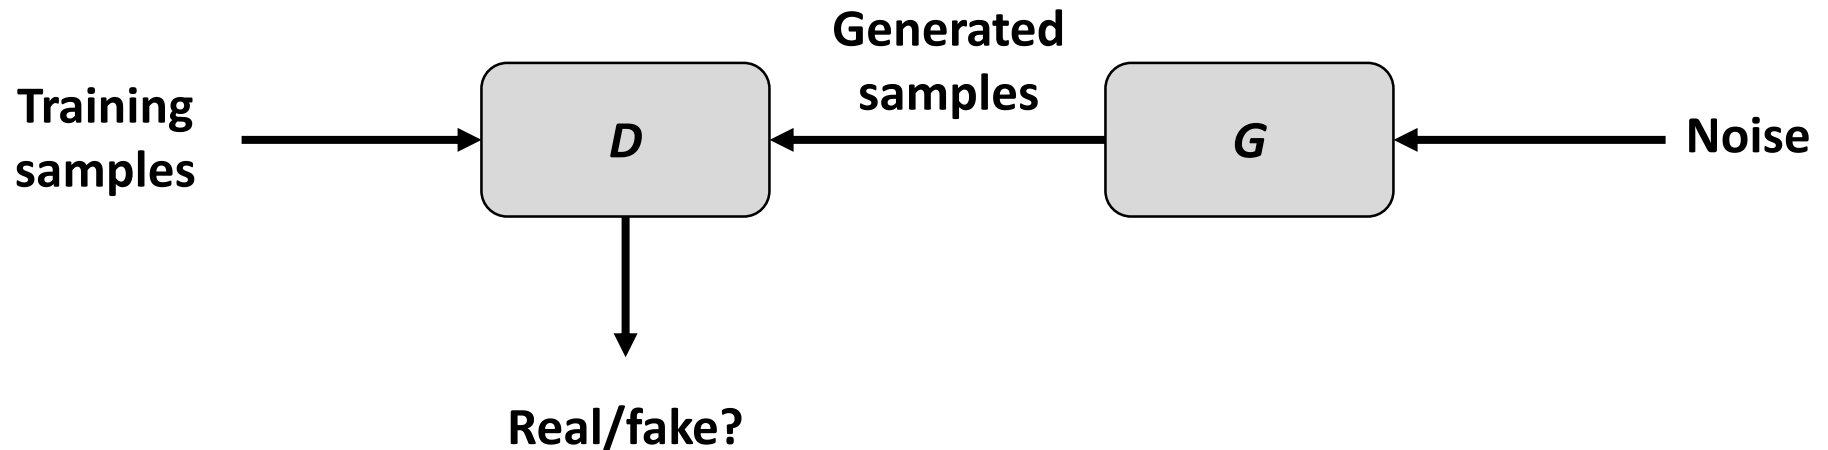 Training
samples
D
Generated
samples
G
Noise
Real/fake?